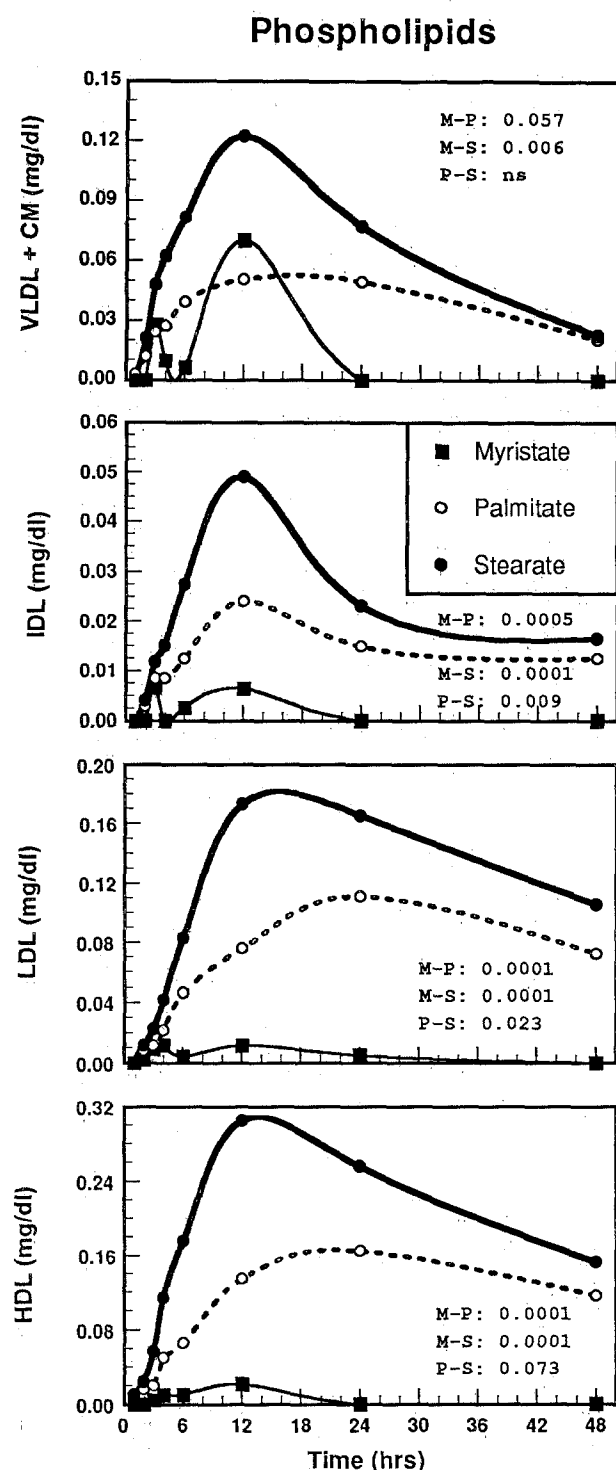 Phospholipids
VLDL + CM (mg/dl)
0.15
0.12
0.09
0.06
0.03
0.00
M-P: 0.057
M-S: 0.006
P-S: ns
IDL (mg/dl)
0.06
0.05
0.04
0.03
0.02
0.01
0.00
Myristate
Palmitate
Stearate
M-P: 0.0005
M-S: 0.0001
P-S: 0.009
LDL (mg/dl)
0.20
0.16
0.12
0.08
0.04
0.00
M-P: 0.0001
M-S: 0.0001
P-S: 0.023
HDL (mg/dl)
0.32
0.24
0.16
0.08
0.00
M-P: 0.0001
M-S: 0.0001
P-S: 0.073
0 6 12 18 24 30 36 42 48
Time (hrs)